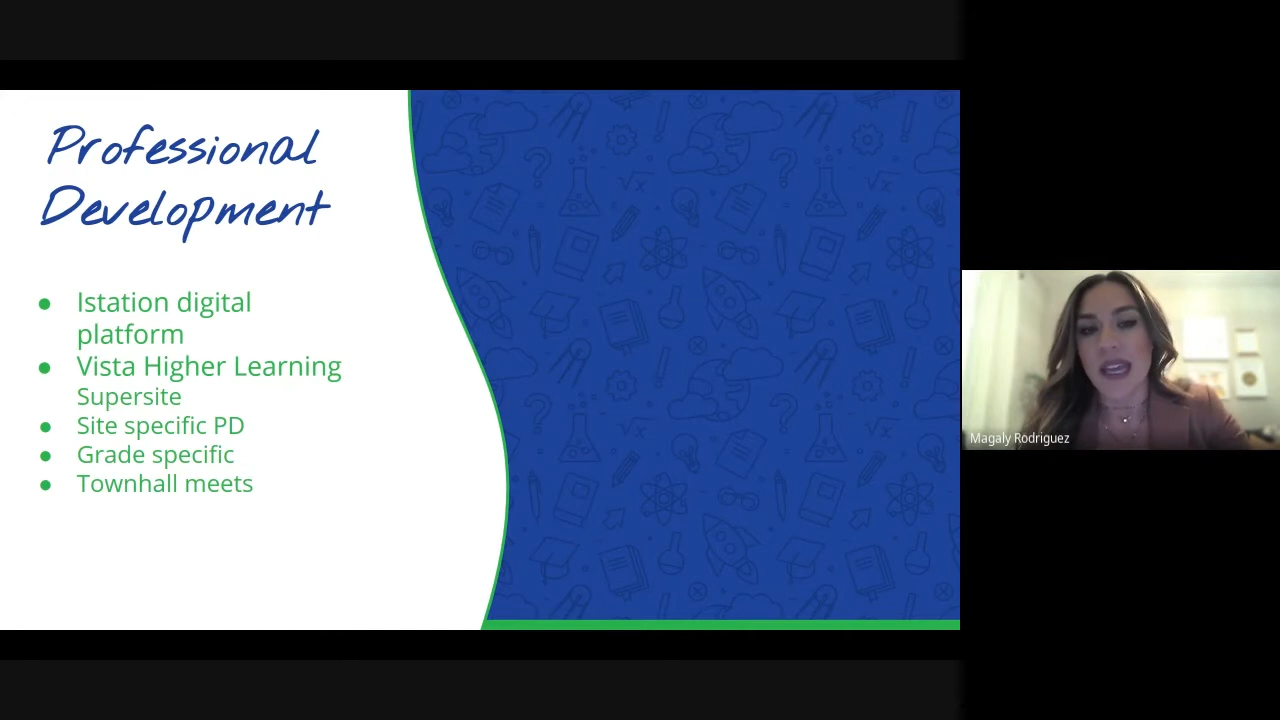 Professional
Development
● Istation digital
platform
● Vista Higher Learning
Supersite
● Site specific PD
● Grade specific
● Townhall meets
Magaly Rodriguez